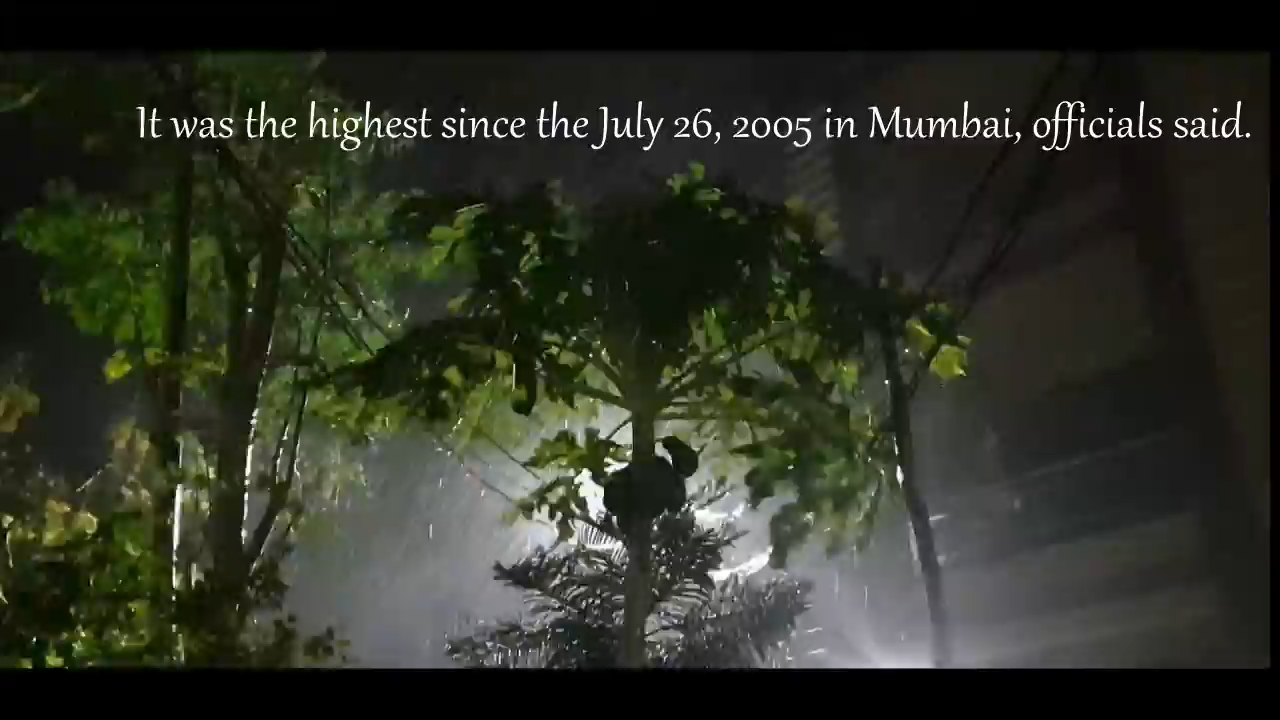 It was the highest since the July 26, 2005 in Mumbai, officials said.